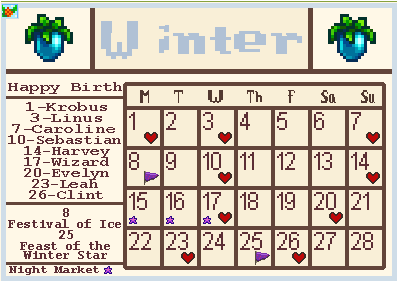 Winter
Happy Birth
1-Krobus
3-Linus
7-Caroline
10-Sebastian
14-Harvey
17-Wizard
20-Evelyn
23-Leah
26-Clint
8
Festival of Ice
25
Feast of the
Winter Star
Night Market
M T W Th F Sa Su
1 2 3 4 5 6 7
8 9 10 11 12 13 14
15 16 17 18 19 20 21
22 23 24 25 26 27 28